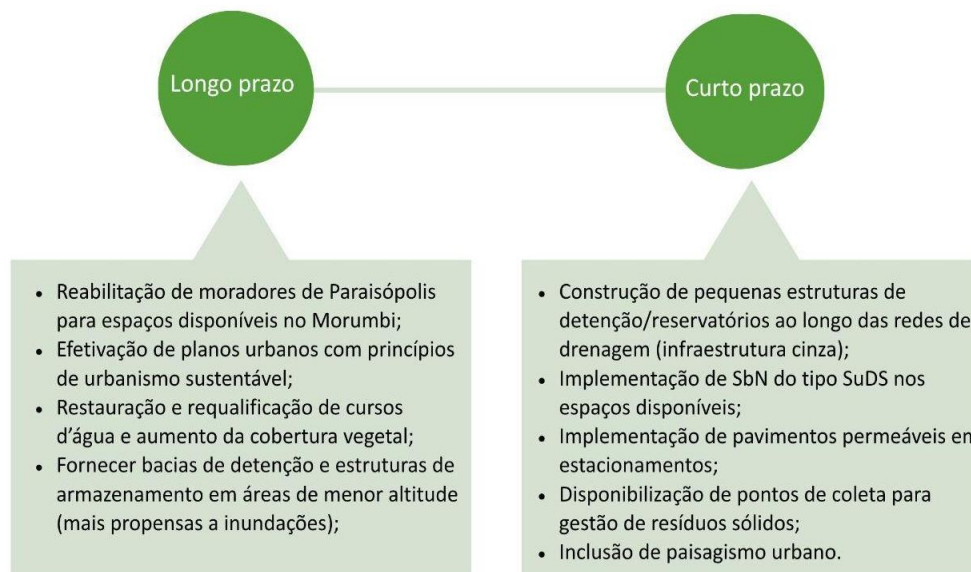 Longo prazo
Curto prazo
• Reabilitação de moradores de Paraisópolis
para espaços disponíveis no Morumbi;
• Efetivação de planos urbanos com princípios
de urbanismo sustentável;
• Restauração e requalificação de cursos
d'água e aumento da cobertura vegetal;
• Fornecer bacias de detenção e estruturas de
armazenamento em áreas de menor altitude
(mais propensas a inundações);
• Construção de pequenas estruturas de
detenção/reservatórios ao longo das redes de
drenagem (infraestrutura cinza);
• Implementação de SbN do tipo SuDS nos
espaços disponíveis;
• Implementação de pavimentos permeáveis em
estacionamentos;
• Disponibilização de pontos de coleta para
gestão de resíduos sólidos;
• Inclusão de paisagismo urbano.